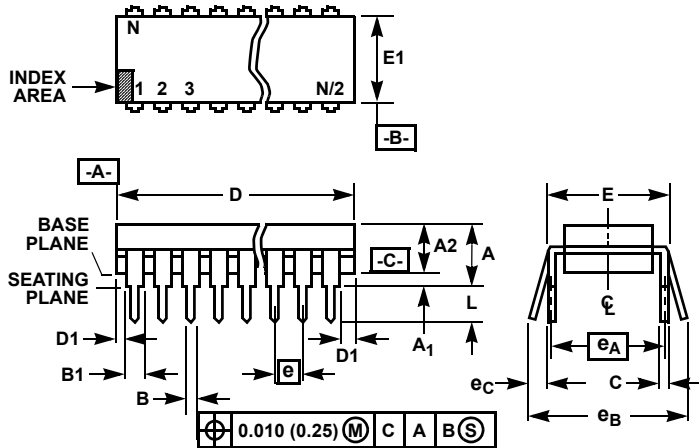 N
E1
INDEX
AREA
1 2 3 N/2
-B-
-A-
D
E
BASE
PLANE
A2
A
-C-
SEATING
PLANE
L
℄
D1
A1
D1
eA
B1
e
eC
C
B
eB
0.010 (0.25) Ⓜ C A B Ⓢ